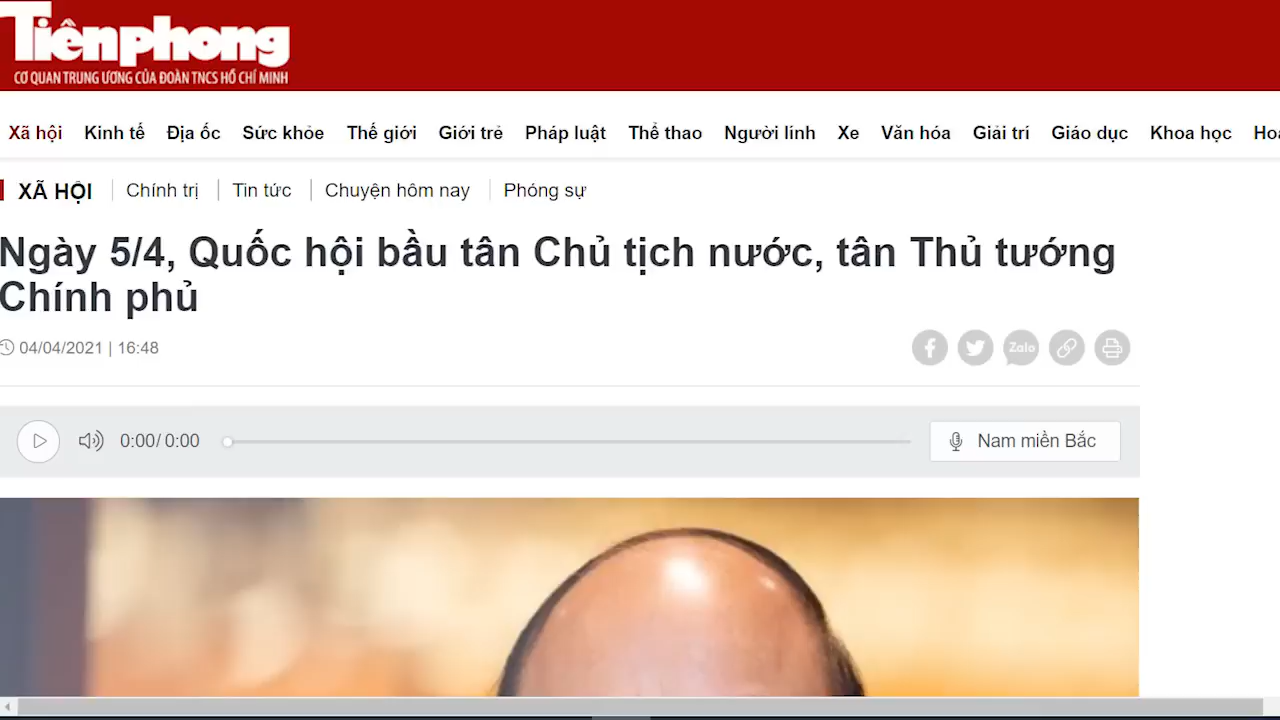 Tiênphong
CƠ QUAN TRUNG ƯƠNG CỦA ĐOÀN TNCS HỒ CHÍ MINH
Xã hội Kinh tế Địa ốc Sức khỏe Thế giới Giới trẻ Pháp luật Thể thao Người lính Xe Văn hóa Giải trí Giáo dục Khoa học
XÃ HỘI Chính trị Tin tức Chuyện hôm nay Phóng sự
Ngày 5/4, Quốc hội bầu tân Chủ tịch nước, tân Thủ tướng
Chính phủ
04/04/2021 | 16:48
Zalo
0:00/ 0:00
Nam miền Bắc